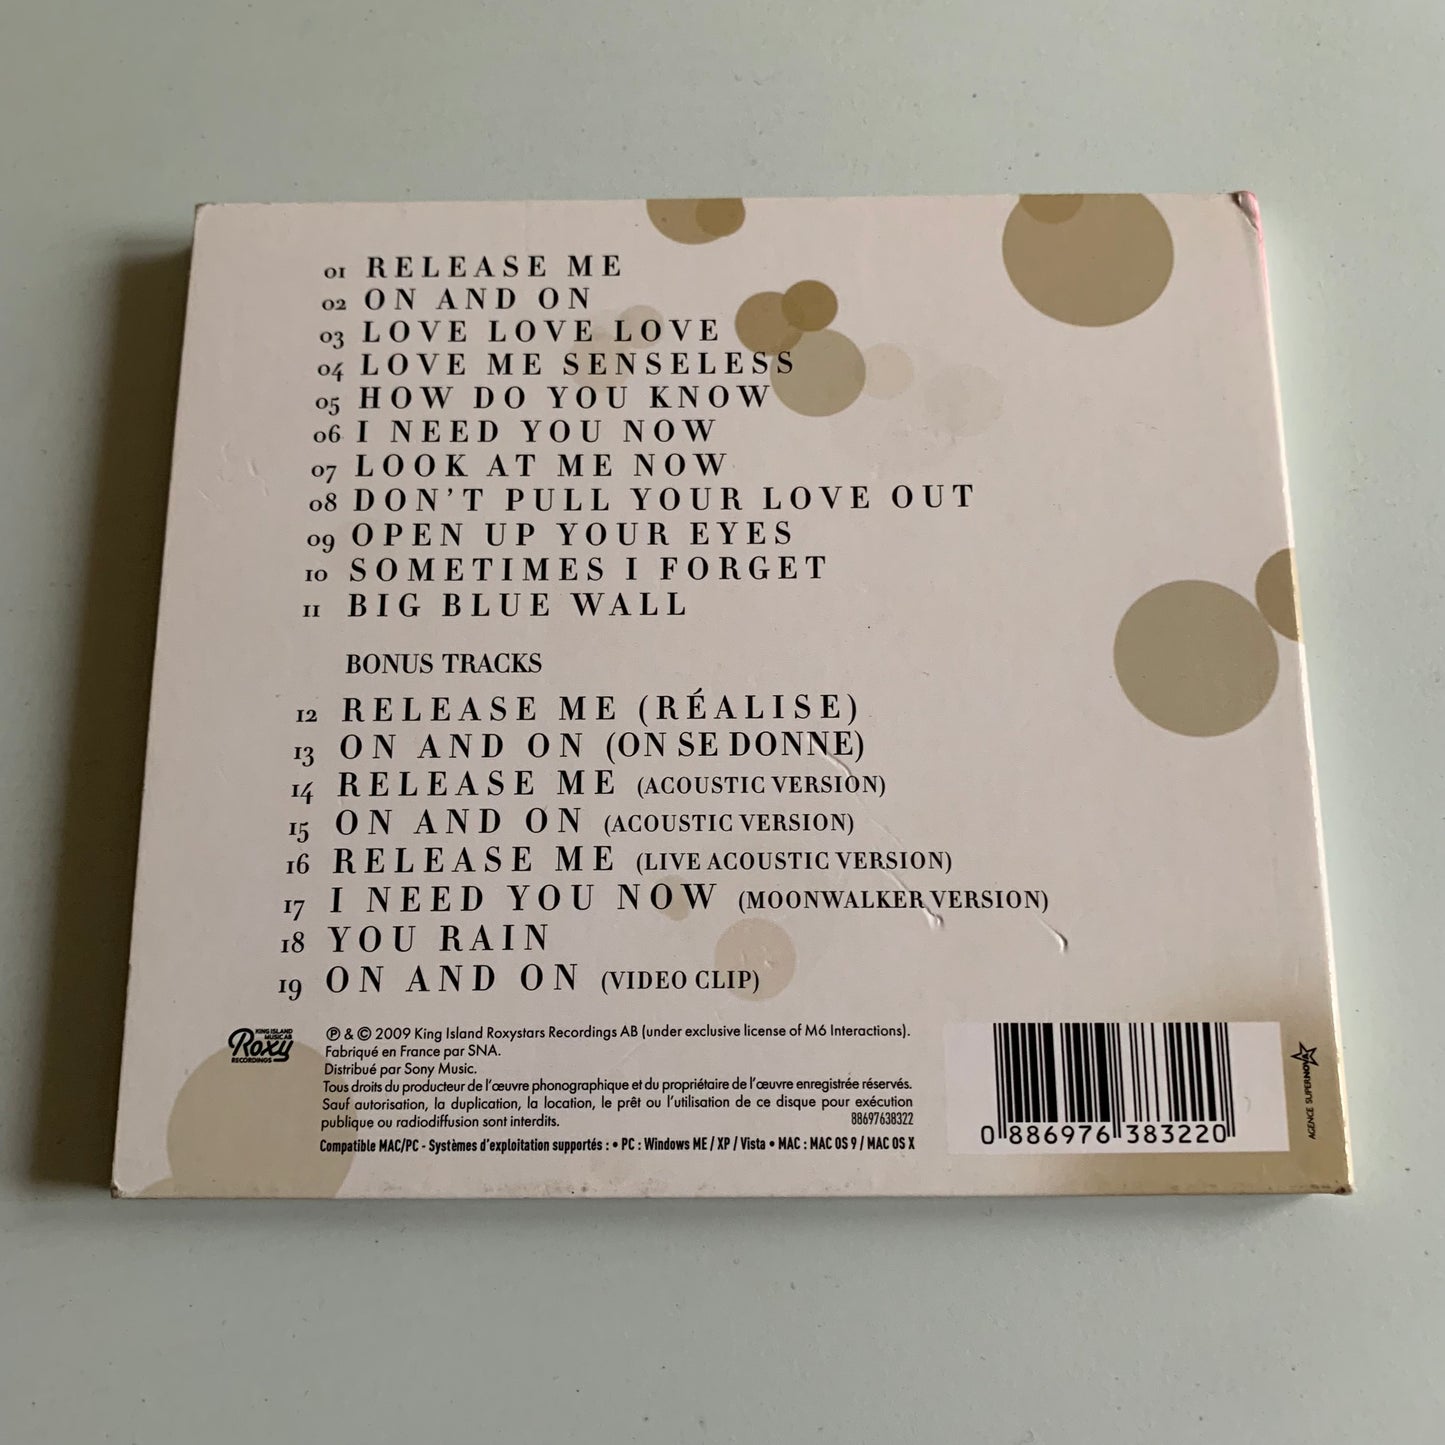 01 RELEASE ME
02 ON AND ON
03 LOVE LOVE LOVE
04 LOVE ME SENSELESS
05 HOW DO YOU KNOW
06 I NEED YOU NOW
07 LOOK AT ME NOW
08 DON'T PULL YOUR LOVE OUT
09 OPEN UP YOUR EYES
10 SOMETIMES I FORGET
11 BIG BLUE WALL
BONUS TRACKS
12 RELEASE ME (RÉALISE)
13 ON AND ON (ON SE DONNE)
14 RELEASE ME (ACOUSTIC VERSION)
15 ON AND ON (ACOUSTIC VERSION)
16 RELEASE ME (LIVE ACOUSTIC VERSION)
17 I NEED YOU NOW (MOONWALKER VERSION)
18 YOU RAIN
19 ON AND ON (VIDEO CLIP)
KING ISLAND
MUSIC AB
Roxy
RECORDINGS
℗ & © 2009 King Island Roxystars Recordings AB (under exclusive license of M6 Interactions).
Fabriqué en France par SNA.
Distribué par Sony Music.
Tous droits du producteur de l'œuvre phonographique et du propriétaire de l'œuvre enregistrée réservés.
Sauf autorisation, la duplication, la location, le prêt ou l'utilisation de ce disque pour exécution
publique ou radiodiffusion sont interdits. 88697638322
Compatible MAC/PC - Systèmes d'exploitation supportés : • PC : Windows ME / XP / Vista • MAC : MAC OS 9 / MAC OS X
0 886976 383220
AGENCE SUPERNOVA